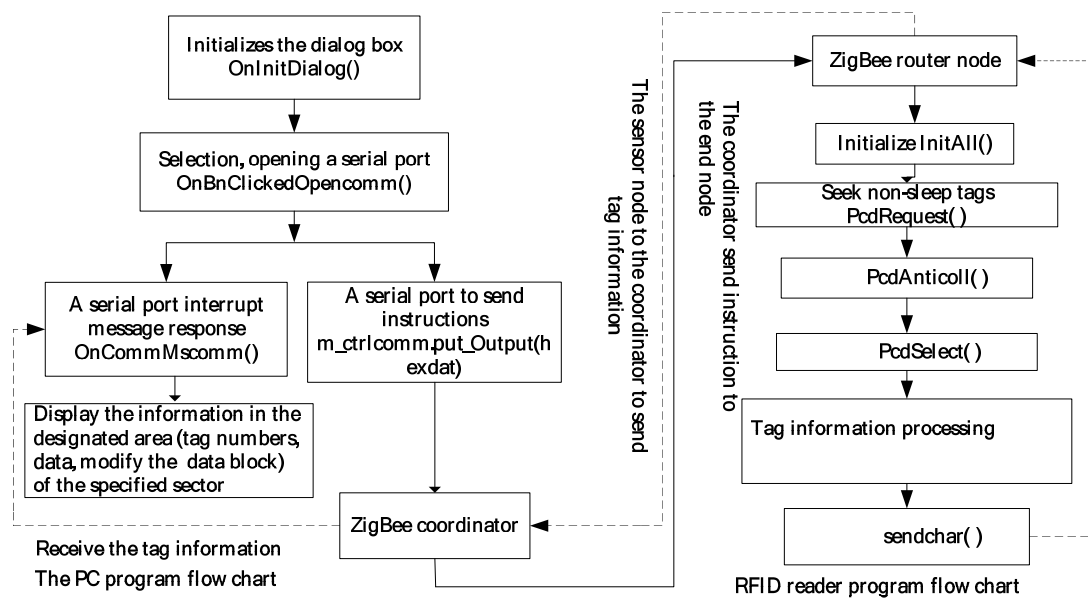 Initializes the dialog box
OnInitDialog()
Selection, opening a serial port
OnBnClickedOpencomm()
A serial port interrupt
message response
OnCommMscomm()
A serial port to send
instructions
m_ctrlcomm.put_Output(h
exdat)
Display the information in the
designated area (tag numbers,
data, modify the data block)
of the specified sector
ZigBee coordinator
Receive the tag information
The PC program flow chart
The sensor node to the coordinator to send
tag information
The coordinator send instruction to
the end node
ZigBee router node
Initialize InitAll()
Seek non-sleep tags
PcdRequest( )
PcdAnticoll( )
PcdSelect( )
Tag information processing
sendchar( )
RFID reader program flow chart